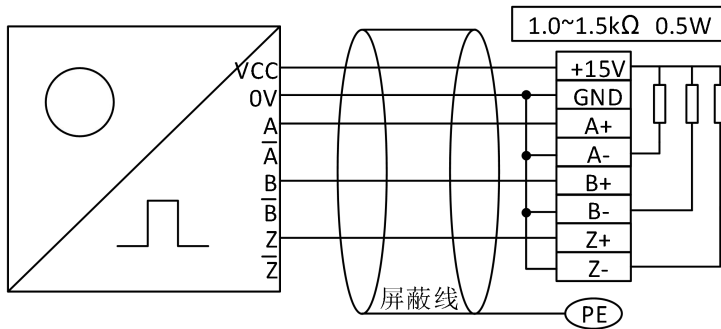 1.0~1.5kΩ 0.5W
VCC
0V
A
A̅
B
B̅
Z
Z̅
+15V
GND
A+
A-
B+
B-
Z+
Z-
屏蔽线
PE